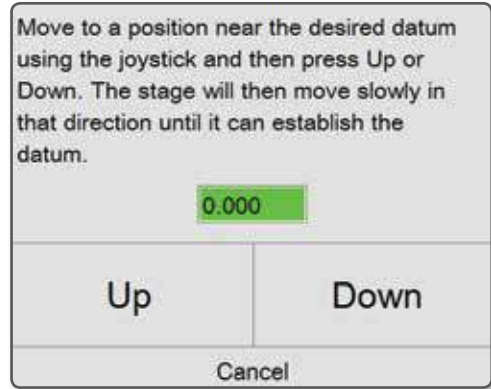 Move to a position near the desired datum
using the joystick and then press Up or
Down. The stage will then move slowly in
that direction until it can establish the
datum.
0.000
Up Down
Cancel